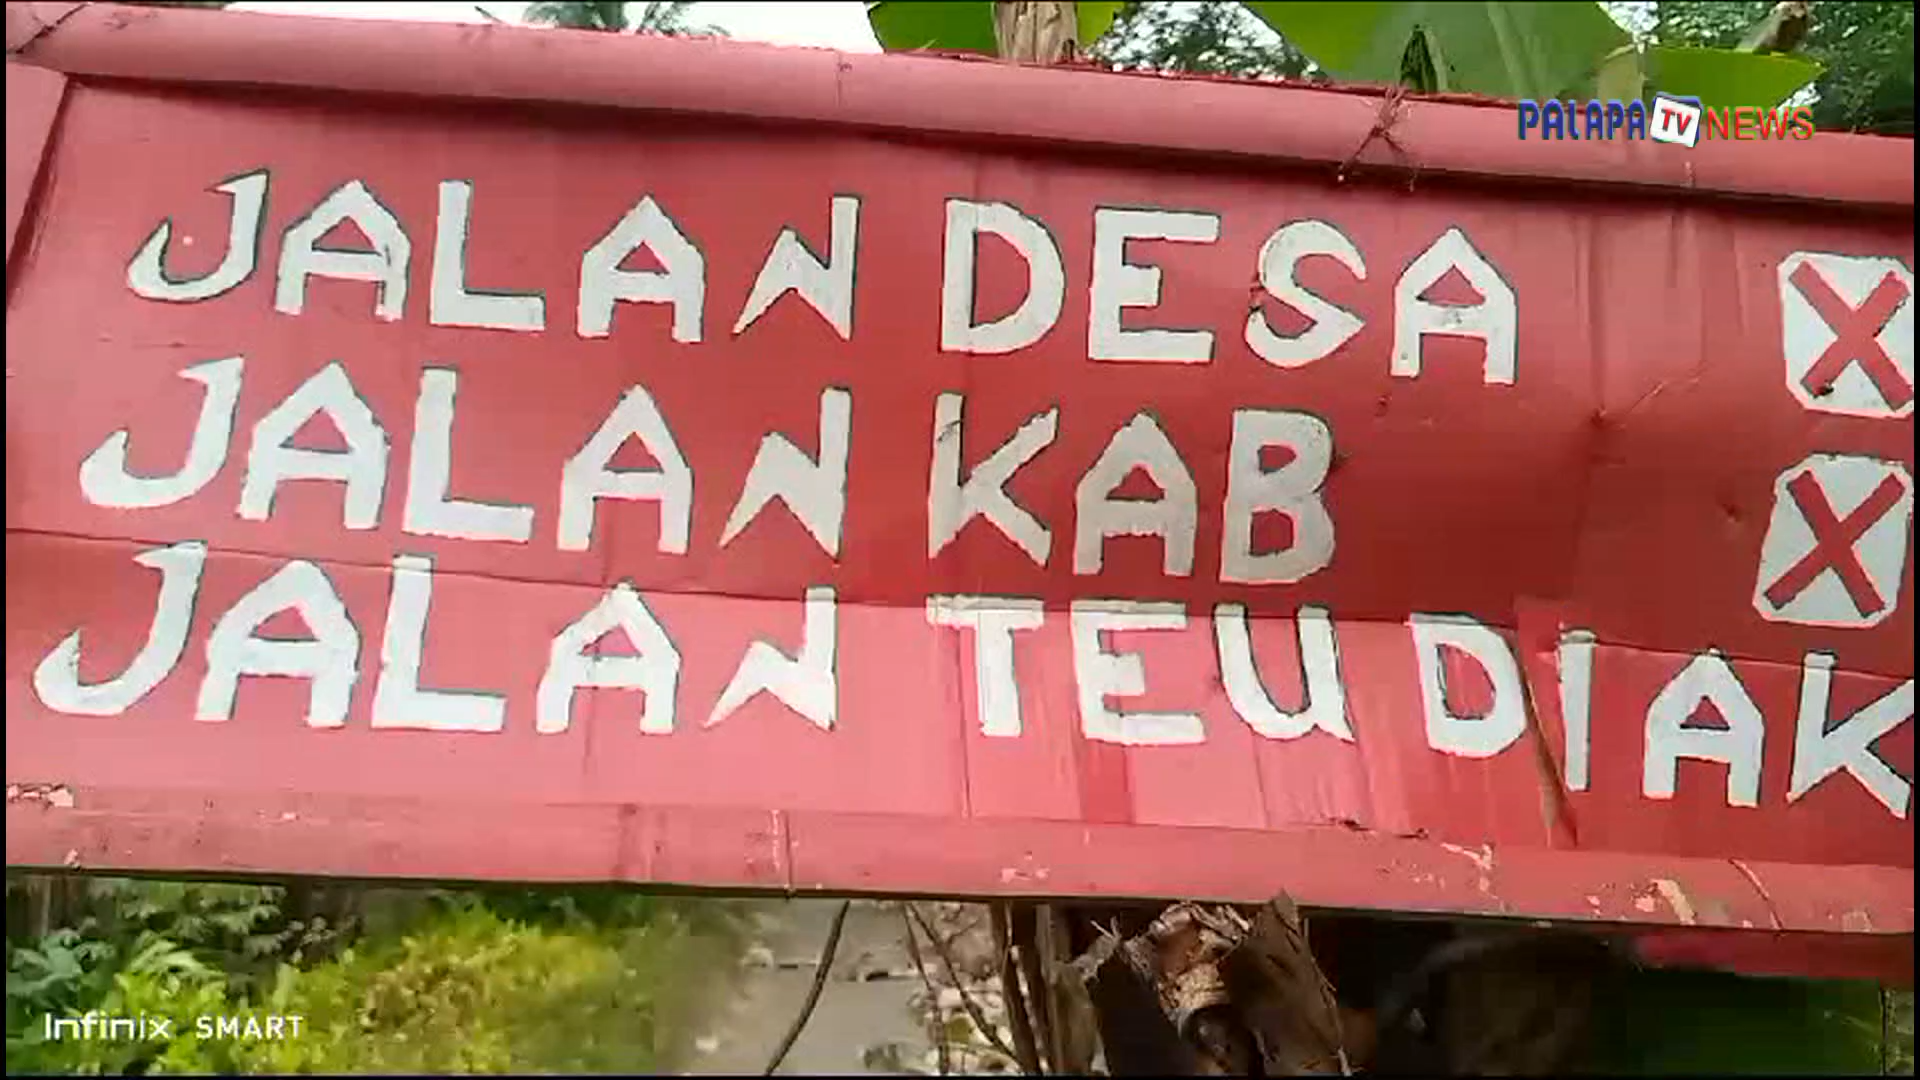 PALAPA TV NEWS
JALAN DESA X
JALAN KAB X
JALAN TEU DIAK
Infinix SMART